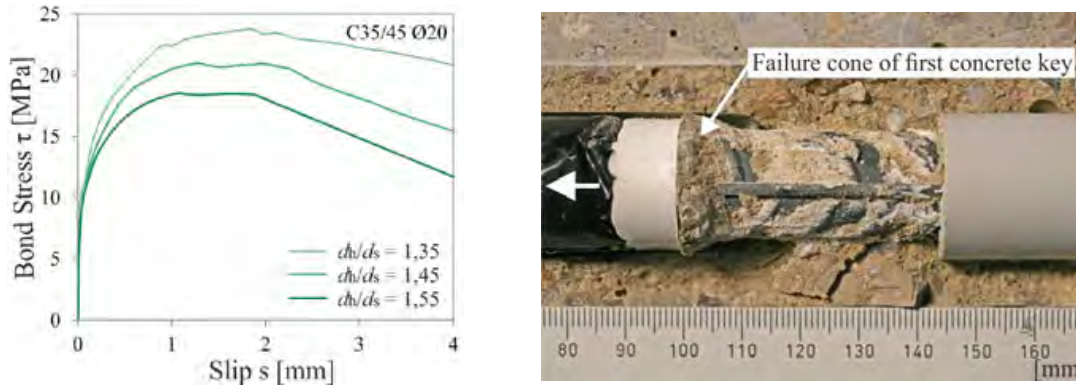 25
20
15
10
5
0
Bond Stress τ [MPa]
C35/45 Ø20
dh/ds = 1,35
dh/ds = 1,45
dh/ds = 1,55
0 1 2 3 4
Slip s [mm]
Failure cone of first concrete key
80 90 100 110 120 130 140 150 160
[mm]